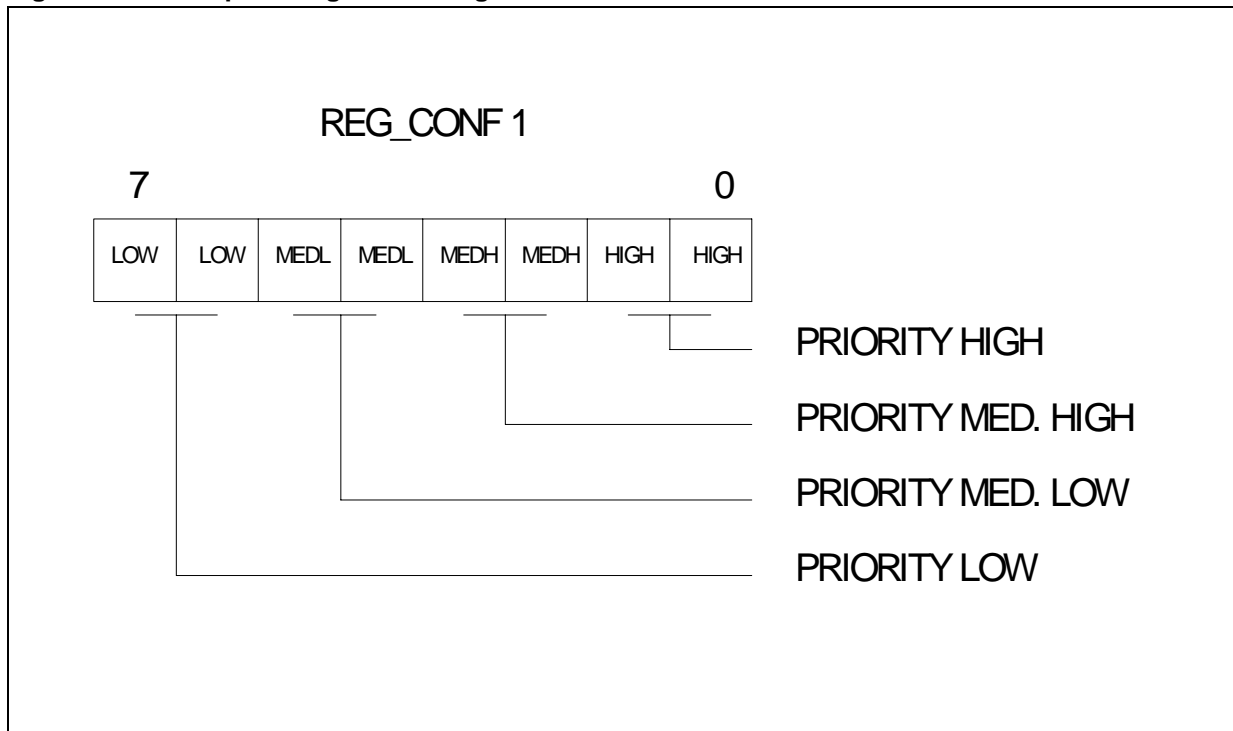 REG_CONF 1
7 0
LOW LOW MEDL MEDL MEDH MEDH HIGH HIGH
PRIORITY HIGH
PRIORITY MED. HIGH
PRIORITY MED. LOW
PRIORITY LOW